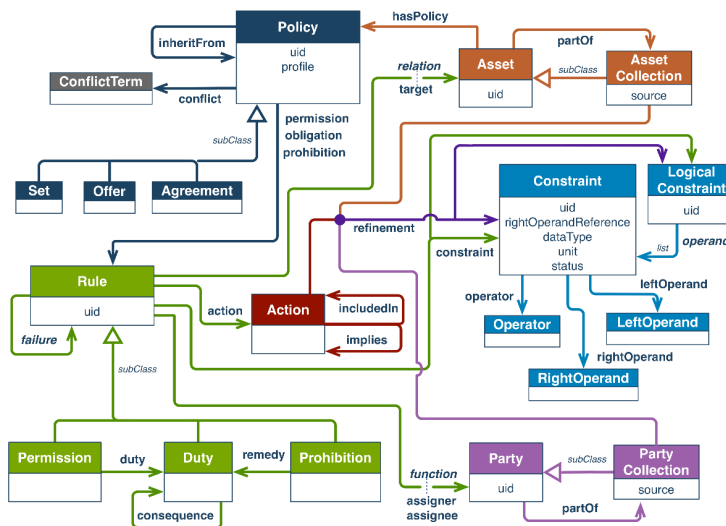 Policy
uid
profile
inheritFrom
hasPolicy
partOf
Asset
uid
subClass
Asset
Collection
source
relation
target
ConflictTerm
conflict
permission
obligation
prohibition
subClass
Set
Offer
Agreement
Constraint
uid
rightOperandReference
dataType
unit
status
Logical
Constraint
uid
refinement
constraint
list
operand
Rule
uid
failure
action
Action
includedIn
implies
operator
Operator
leftOperand
LeftOperand
rightOperand
RightOperand
subClass
Permission
duty
Duty
remedy
Prohibition
consequence
function
assigner
assignee
Party
uid
subClass
Party
Collection
source
partOf